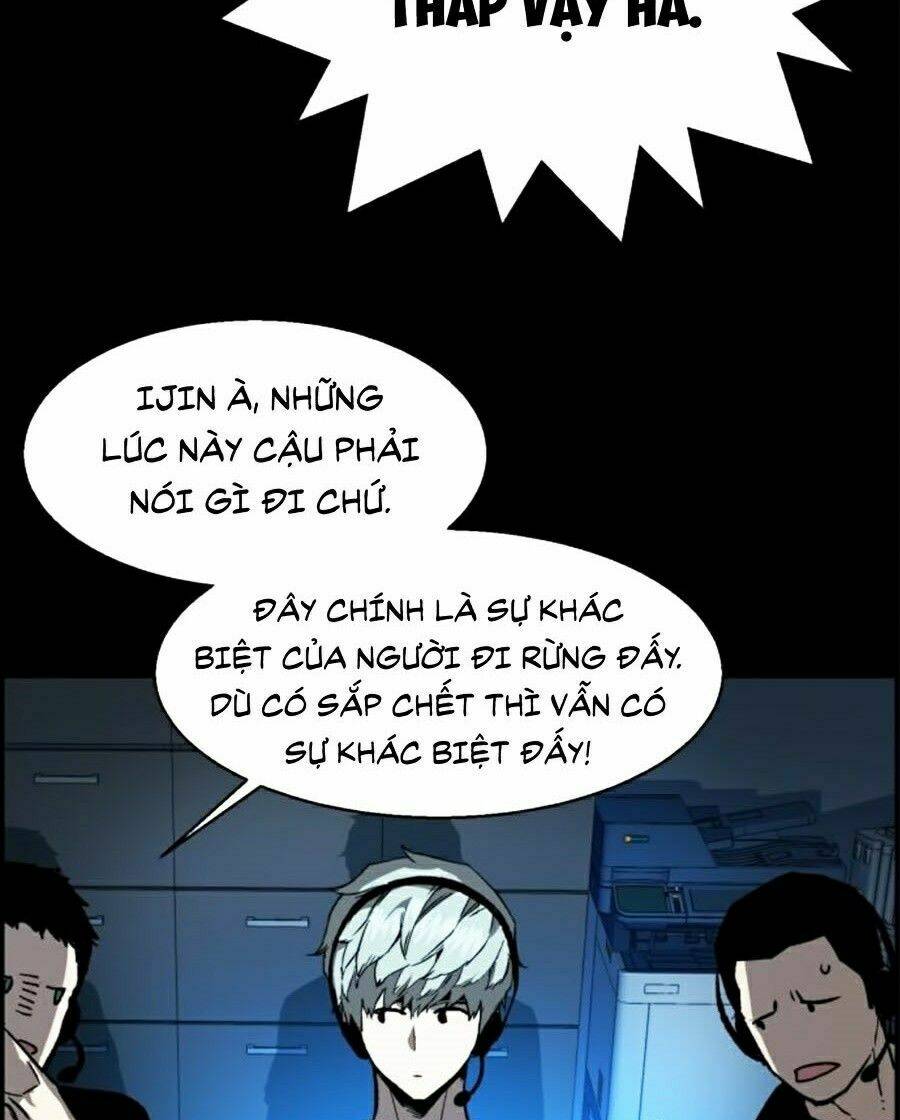 THẤP VẬY HẢ.
IJIN À, NHỮNG
LÚC NÀY CẬU PHẢI
NÓI GÌ ĐI CHỨ.
ĐÂY CHÍNH LÀ SỰ KHÁC
BIỆT CỦA NGƯỜI ĐI RỪNG ĐẤY.
DÙ CÓ SẮP CHẾT THÌ VẪN CÓ
SỰ KHÁC BIỆT ĐẤY!